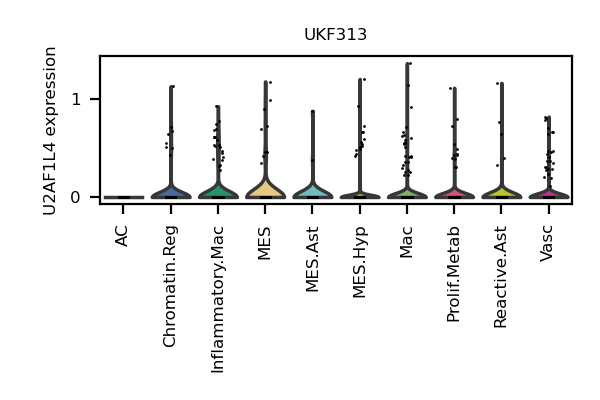 UKF313
U2AF1L4 expression
1
0
AC
Chromatin.Reg
Inflammatory.Mac
MES
MES.Ast
MES.Hyp
Mac
Prolif.Metab
Reactive.Ast
Vasc